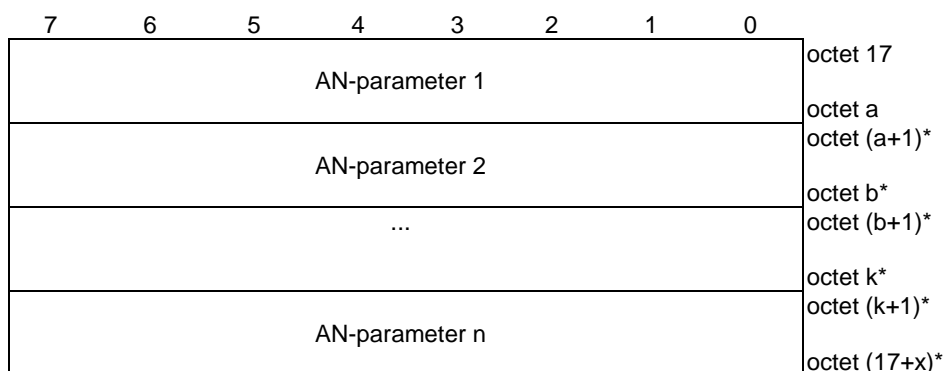 7 6 5 4 3 2 1 0
octet 17
AN-parameter 1
octet a
octet (a+1)*
AN-parameter 2
octet b*
... octet (b+1)*
octet k*
octet (k+1)*
AN-parameter n
octet (17+x)*